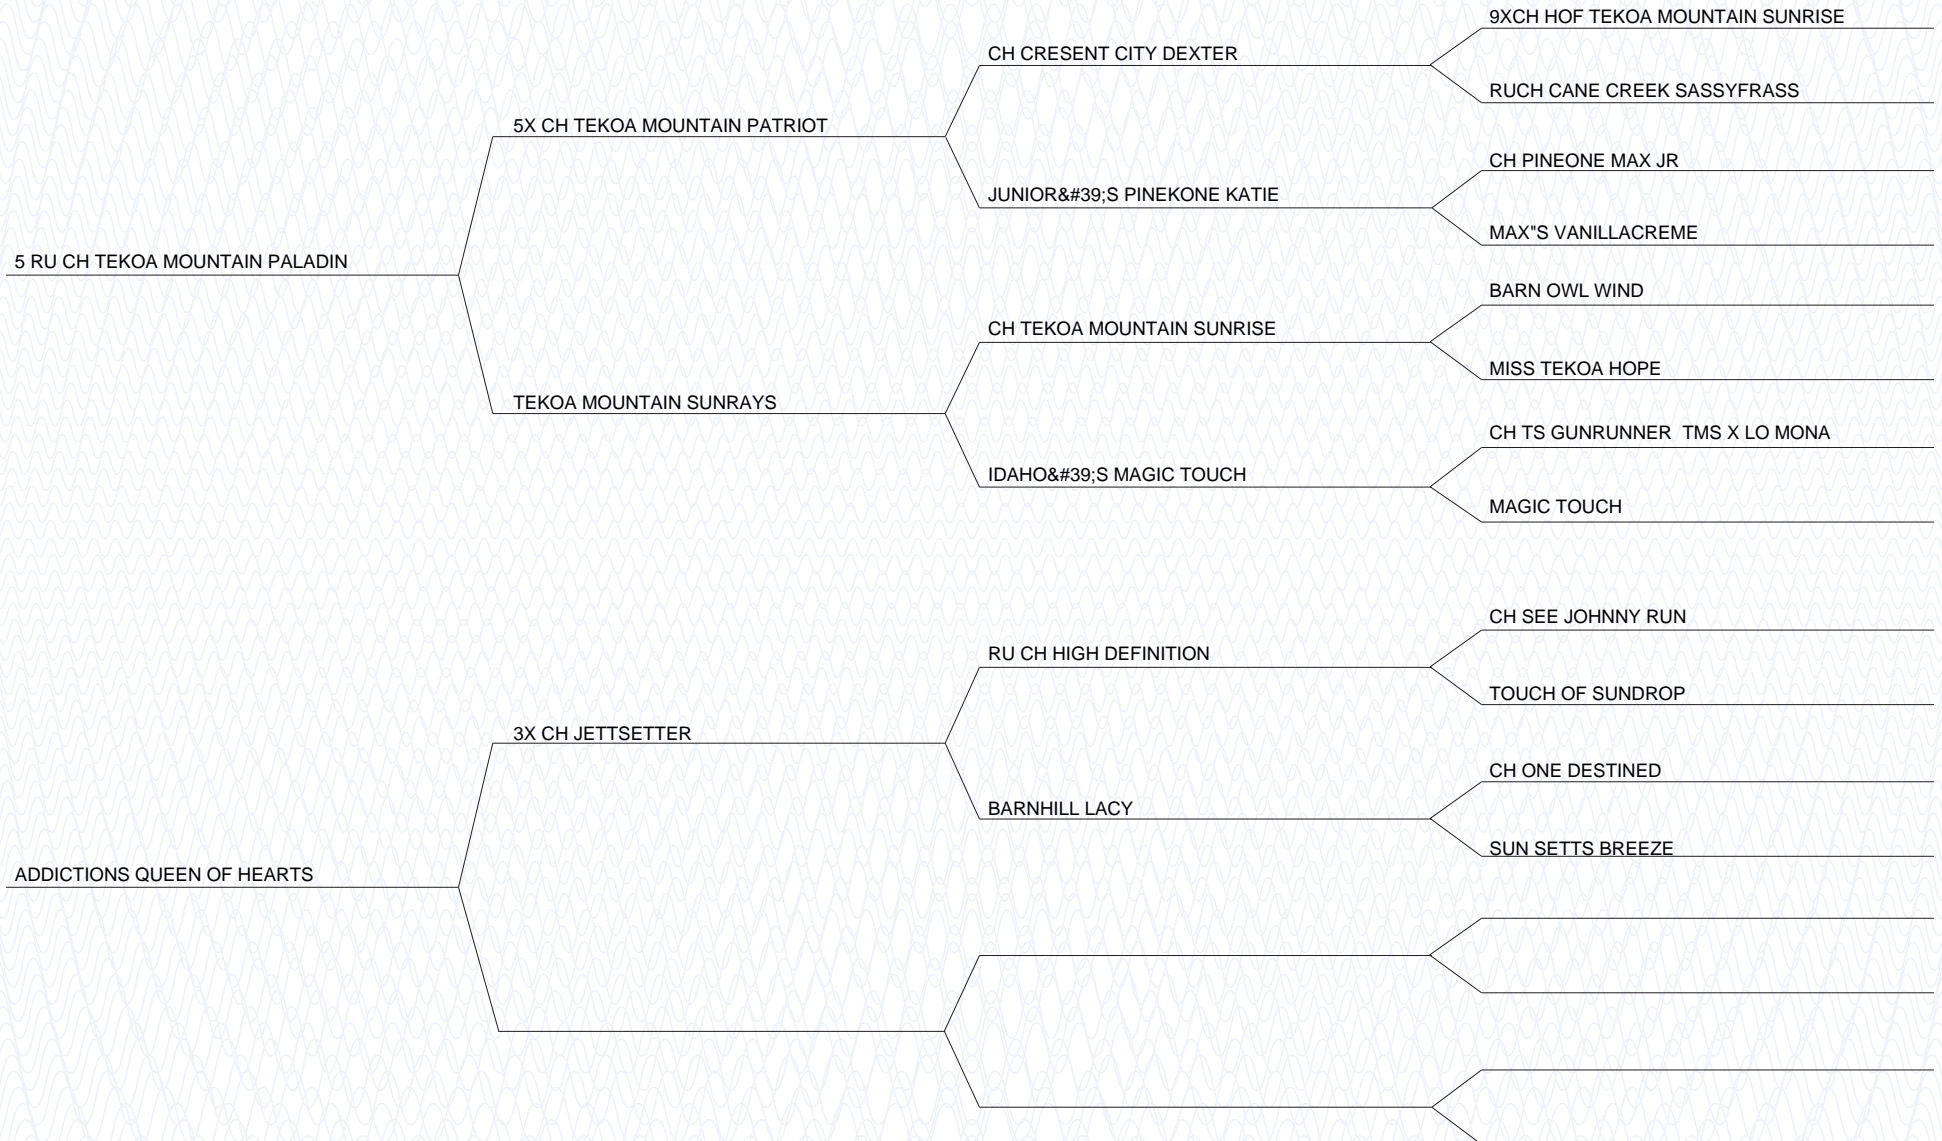 9XCH HOF TEKOA MOUNTAIN SUNRISE
CH CRESENT CITY DEXTER
RUCH CANE CREEK SASSYFRASS
5X CH TEKOA MOUNTAIN PATRIOT
CH PINEONE MAX JR
JUNIOR&#39;S PINEKONE KATIE
MAX"S VANILLACREME
5 RU CH TEKOA MOUNTAIN PALADIN
BARN OWL WIND
CH TEKOA MOUNTAIN SUNRISE
MISS TEKOA HOPE
TEKOA MOUNTAIN SUNRAYS
CH TS GUNRUNNER  TMS X LO MONA
IDAHO&#39;S MAGIC TOUCH
MAGIC TOUCH
CH SEE JOHNNY RUN
RU CH HIGH DEFINITION
TOUCH OF SUNDROP
3X CH JETTSETTER
CH ONE DESTINED
BARNHILL LACY
SUN SETTS BREEZE
ADDICTIONS QUEEN OF HEARTS